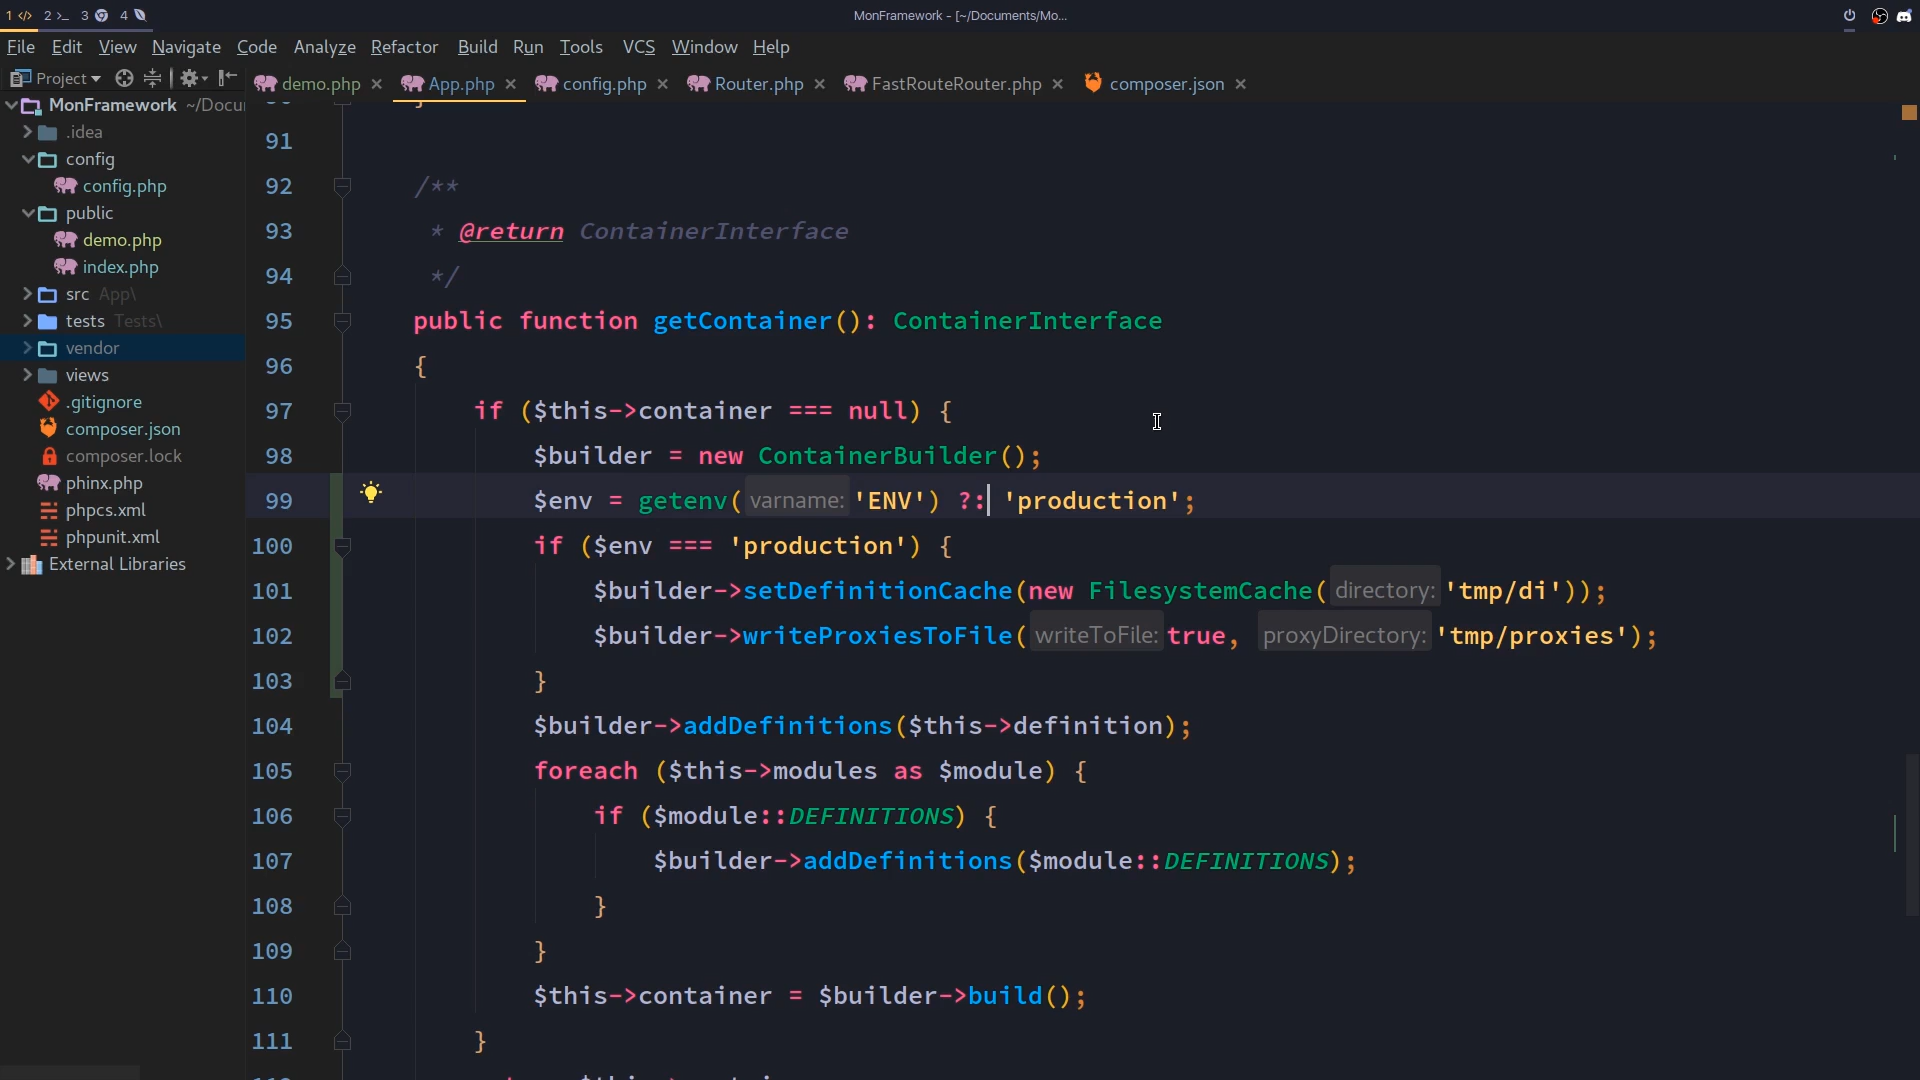 1 </> 2 >_ 3 4
MonFramework - [~/Documents/Mo...
File Edit View Navigate Code Analyze Refactor Build Run Tools VCS Window Help
Project
demo.php App.php config.php Router.php FastRouteRouter.php composer.json
MonFramework ~/Docu
.idea
config
config.php
public
demo.php
index.php
src App\
tests Tests\
vendor
views
.gitignore
composer.json
composer.lock
phinx.php
phpcs.xml
phpunit.xml
External Libraries
91
92 /**
93 * @return ContainerInterface
94 */
95 public function getContainer(): ContainerInterface
96 {
97 if ($this->container === null) {
98 $builder = new ContainerBuilder();
99 $env = getenv( varname: 'ENV') ?: 'production';
100 if ($env === 'production') {
101 $builder->setDefinitionCache(new FilesystemCache( directory: 'tmp/di'));
102 $builder->writeProxiesToFile( writeToFile: true, proxyDirectory: 'tmp/proxies');
103 }
104 $builder->addDefinitions($this->definition);
105 foreach ($this->modules as $module) {
106 if ($module::DEFINITIONS) {
107 $builder->addDefinitions($module::DEFINITIONS);
108 }
109 }
110 $this->container = $builder->build();
111 }